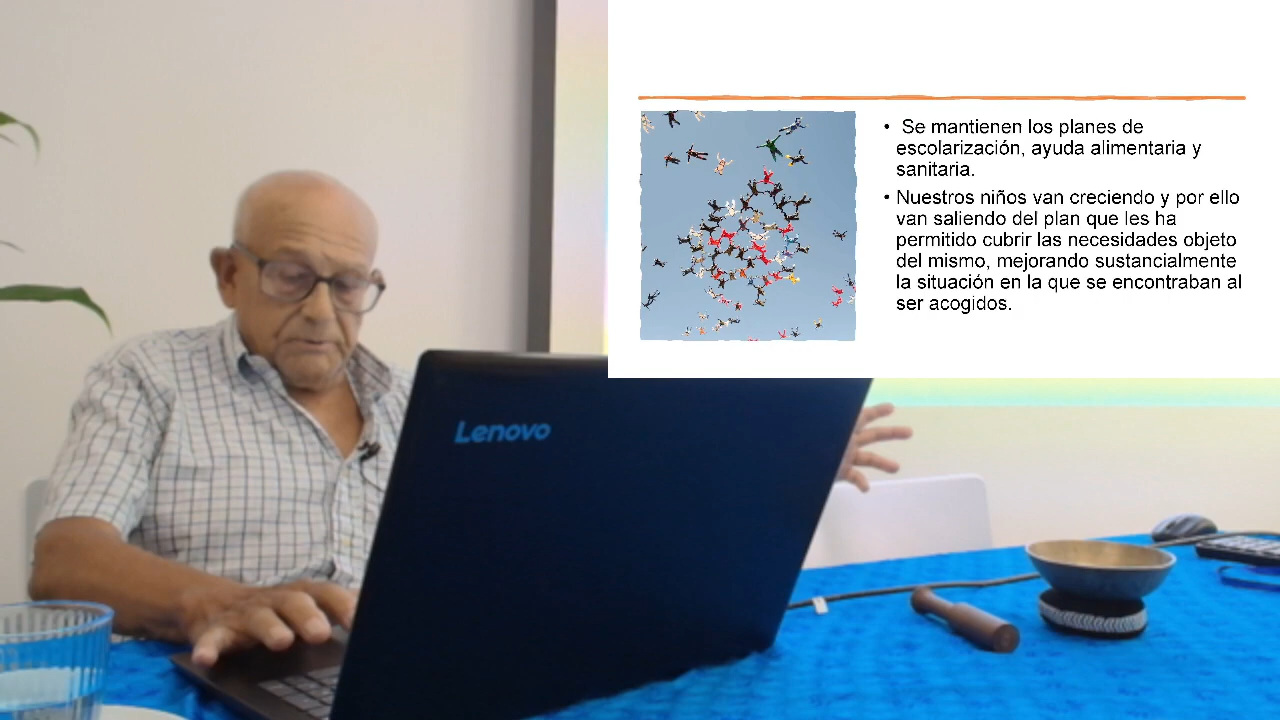 • Se mantienen los planes de
escolarización, ayuda alimentaria y
sanitaria.
• Nuestros niños van creciendo y por ello
van saliendo del plan que les ha
permitido cubrir las necesidades objeto
del mismo, mejorando sustancialmente
la situación en la que se encontraban al
ser acogidos.
Lenovo